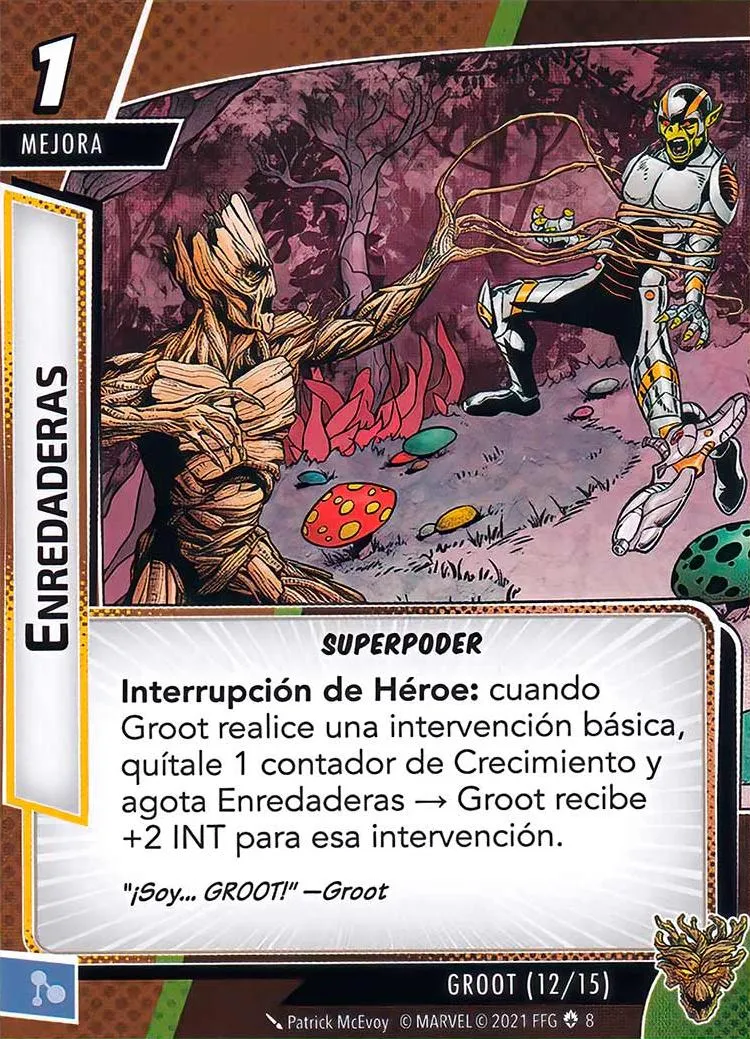 1
MEJORA
ENREDADERAS
SUPERPODER
Interrupción de Héroe: cuando
Groot realice una intervención básica,
quítale 1 contador de Crecimiento y
agota Enredaderas → Groot recibe
+2 INT para esa intervención.
"¡Soy... GROOT!" —Groot
GROOT (12/15)
Patrick McEvoy © MARVEL © 2021 FFG 8